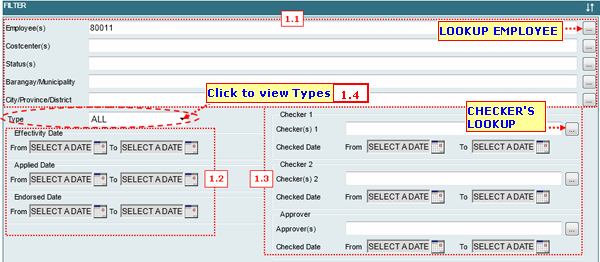 FILTER
1.1
Employee(s) 80011 LOOKUP EMPLOYEE ...
Costcenter(s) ...
Status(s) ...
Barangay/Municipality ...
City/Province/District ...
Click to view Types 1.4
Type ALL
CHECKER'S
LOOKUP
Effectivity Date
From SELECT A DATE To SELECT A DATE
Applied Date
From SELECT A DATE To SELECT A DATE
Endorsed Date
From SELECT A DATE To SELECT A DATE
1.2
1.3
Checker 1
Checker(s) 1 ...
Checked Date From SELECT A DATE To SELECT A DATE
Checker 2
Checker(s) 2 ...
Checked Date From SELECT A DATE To SELECT A DATE
Approver
Approver(s) ...
Checked Date From SELECT A DATE To SELECT A DATE